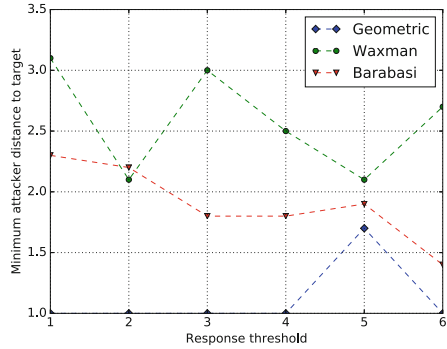 3.5
3.0
2.5
2.0
1.5
1.0
Minimum attacker distance to target
Geometric
Waxman
Barabasi
1 2 3 4 5 6
Response threshold